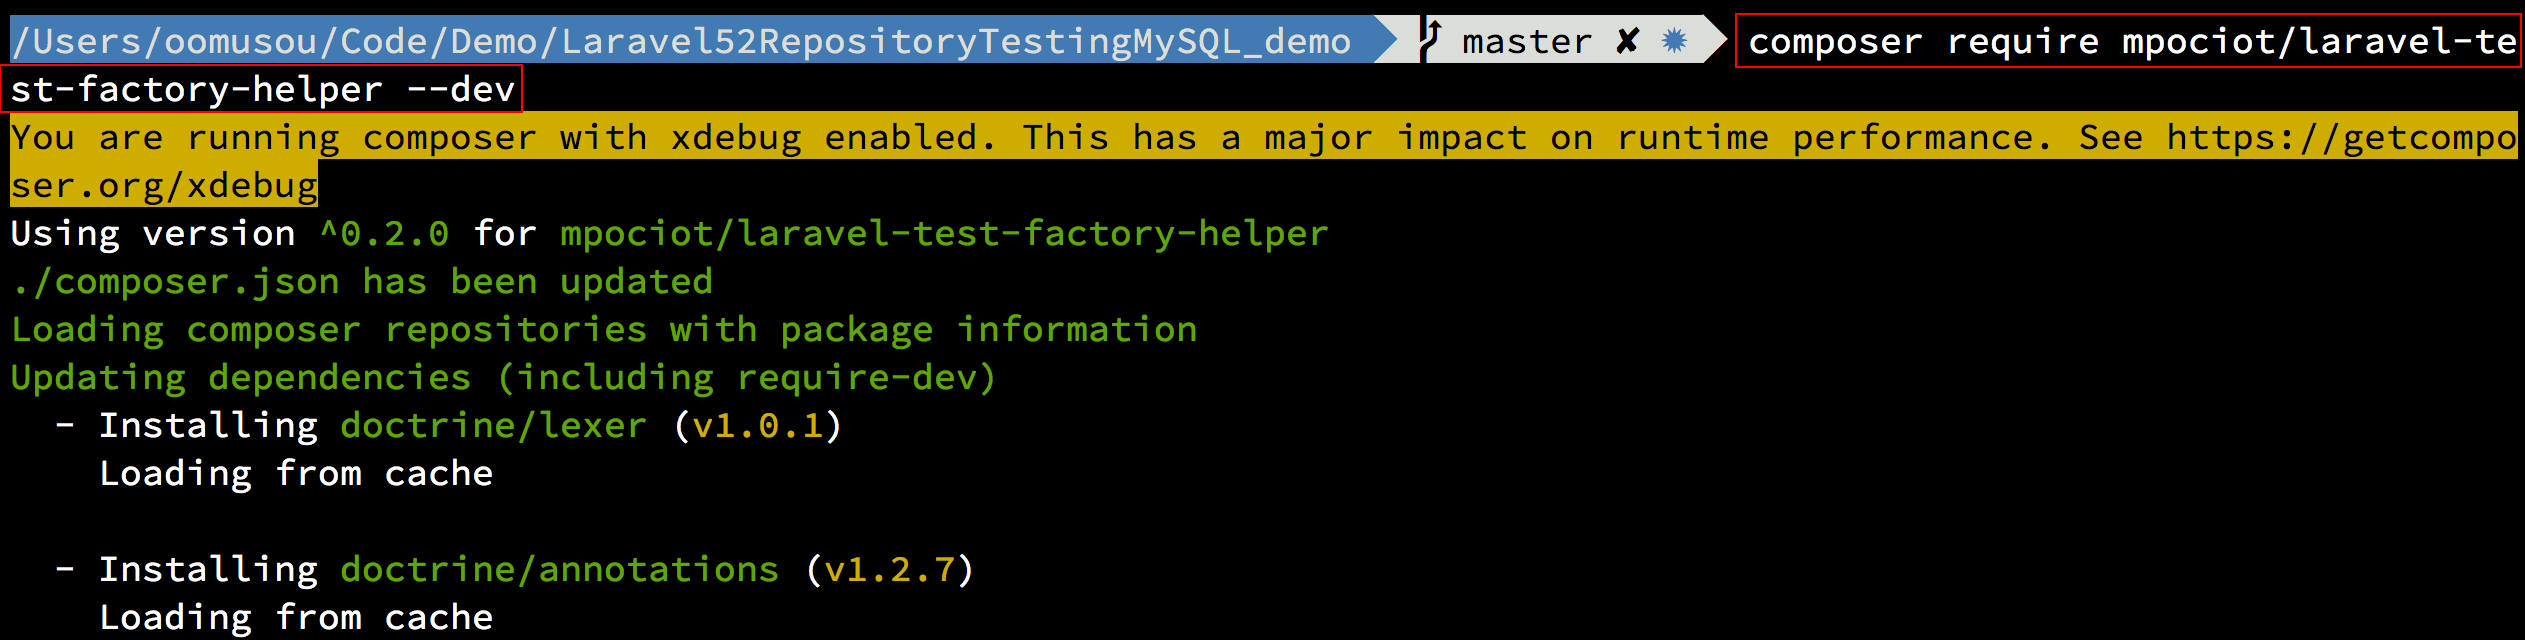 /Users/oomusou/Code/Demo/Laravel52RepositoryTestingMySQL_demo master ✘ ✹ composer require mpociot/laravel-te
st-factory-helper --dev
You are running composer with xdebug enabled. This has a major impact on runtime performance. See https://getcompo
ser.org/xdebug
Using version ^0.2.0 for mpociot/laravel-test-factory-helper
./composer.json has been updated
Loading composer repositories with package information
Updating dependencies (including require-dev)
- Installing doctrine/lexer (v1.0.1)
Loading from cache
- Installing doctrine/annotations (v1.2.7)
Loading from cache